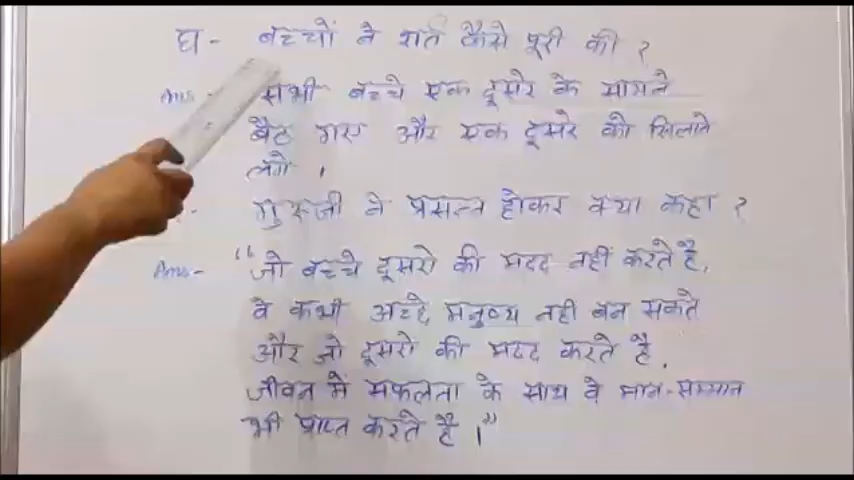 घ- बच्चों ने शर्त कैसे पूरी की ?
Ans - सभी बच्चे एक दूसरे के सामने
बैठ गए और एक दूसरे को खिलाने
लगे ।
गुरूजी ने प्रसन्न होकर क्या कहा ?
Ans- "जो बच्चे दूसरो की मदद नहीं करते है,
वे कभी अच्छे मनुष्य नही बन सकते
और जो दूसरो की मदद करते है,
जीवन में सफलता के साथ वे मान-सम्मान
भी प्राप्त करते है ।"